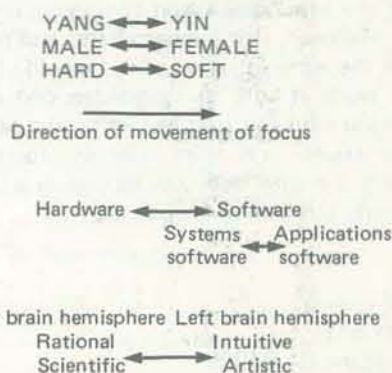 YANG YIN
MALE FEMALE
HARD SOFT
Direction of movement of focus
Hardware Software
Systems Applications
software software
brain hemisphere Left brain hemisphere
Rational Intuitive
Scientific Artistic